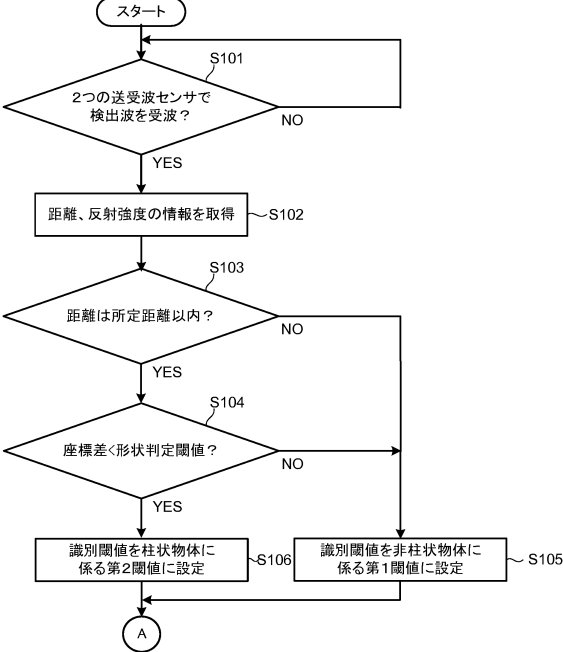 スタート
S101
2つの送受波センサで
検出波を受波？
NO
YES
距離、反射強度の情報を取得
S102
S103
距離は所定距離以内？
NO
YES
S104
座標差<形状判定閾値？
NO
YES
識別閾値を柱状物体に
係る第2閾値に設定
S106
識別閾値を非柱状物体に
係る第1閾値に設定
S105
A